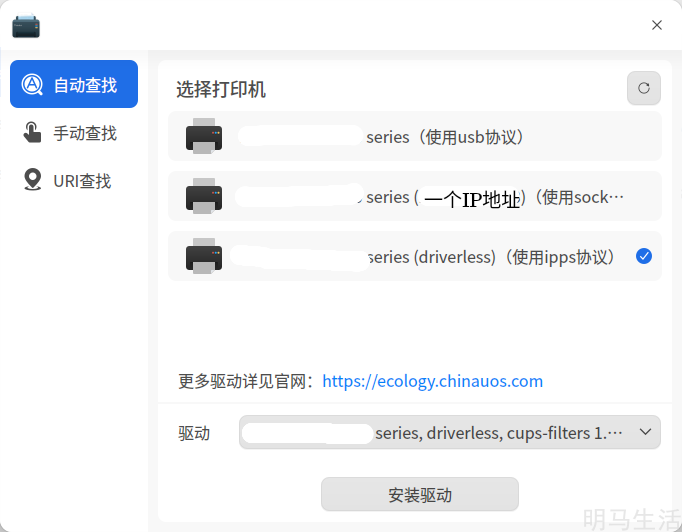 自动查找
手动查找
URI查找
选择打印机
series（使用usb协议）
series (一个IP地址)（使用sock…
series (driverless)（使用ipps协议）
更多驱动详见官网：https://ecology.chinauos.com
驱动
series, driverless, cups-filters 1.…
安装驱动
明马生活